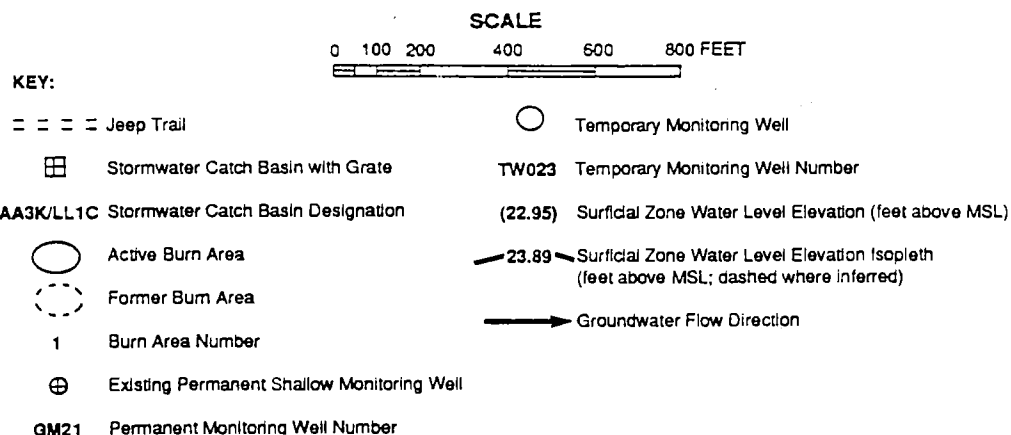 SCALE
0 100 200 400 600 800 FEET
KEY:
Jeep Trail
Stormwater Catch Basin with Grate
AA3K/LL1C Stormwater Catch Basin Designation
Active Burn Area
Former Burn Area
1 Burn Area Number
Existing Permanent Shallow Monitoring Well
GM21 Permanent Monitoring Well Number
Temporary Monitoring Well
TW023 Temporary Monitoring Well Number
(22.95) Surficial Zone Water Level Elevation (feet above MSL)
23.89 Surficial Zone Water Level Elevation Isopleth
(feet above MSL; dashed where inferred)
Groundwater Flow Direction